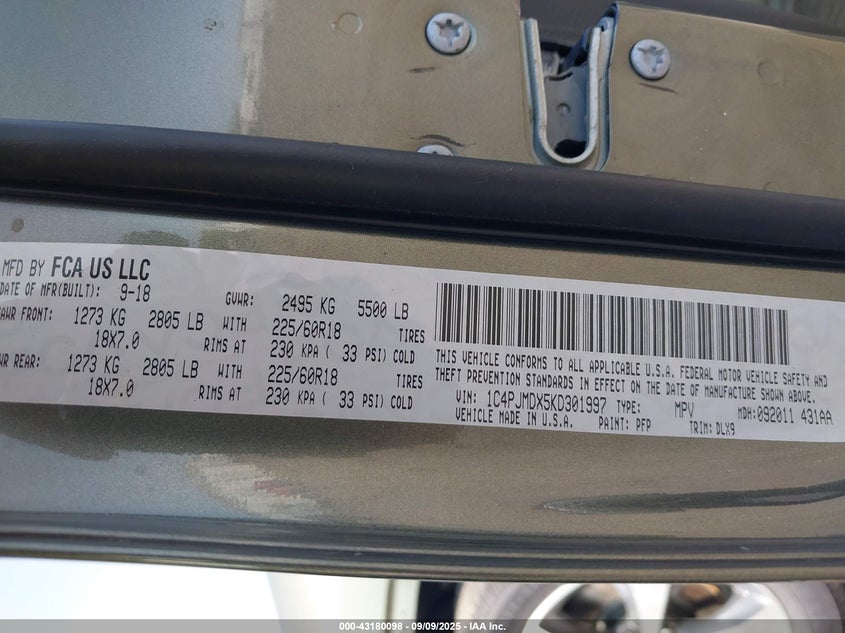 MFD BY FCA US LLC
DATE OF MFR(BUILT): 9-18 GVWR: 2495 KG 5500 LB
FRONT: 1273 KG 2805 LB WITH 225/60R18 TIRES
18X7.0 RIMS AT 230 KPA ( 33 PSI) COLD
REAR: 1273 KG 2805 LB WITH 225/60R18 TIRES
18X7.0 RIMS AT 230 KPA ( 33 PSI) COLD
THIS VEHICLE CONFORMS TO ALL APPLICABLE U.S.A. FEDERAL MOTOR VEHICLE SAFETY AND
THEFT PREVENTION STANDARDS IN EFFECT ON THE DATE OF MANUFACTURE SHOWN ABOVE.
VIN: 1C4PJMDX5KD301997 TYPE: MPV MDH:092011 431AA
VEHICLE MADE IN U.S.A. PAINT: PFP TRIM: DLX9
000-43180098 - 09/09/2025 - IAA Inc.